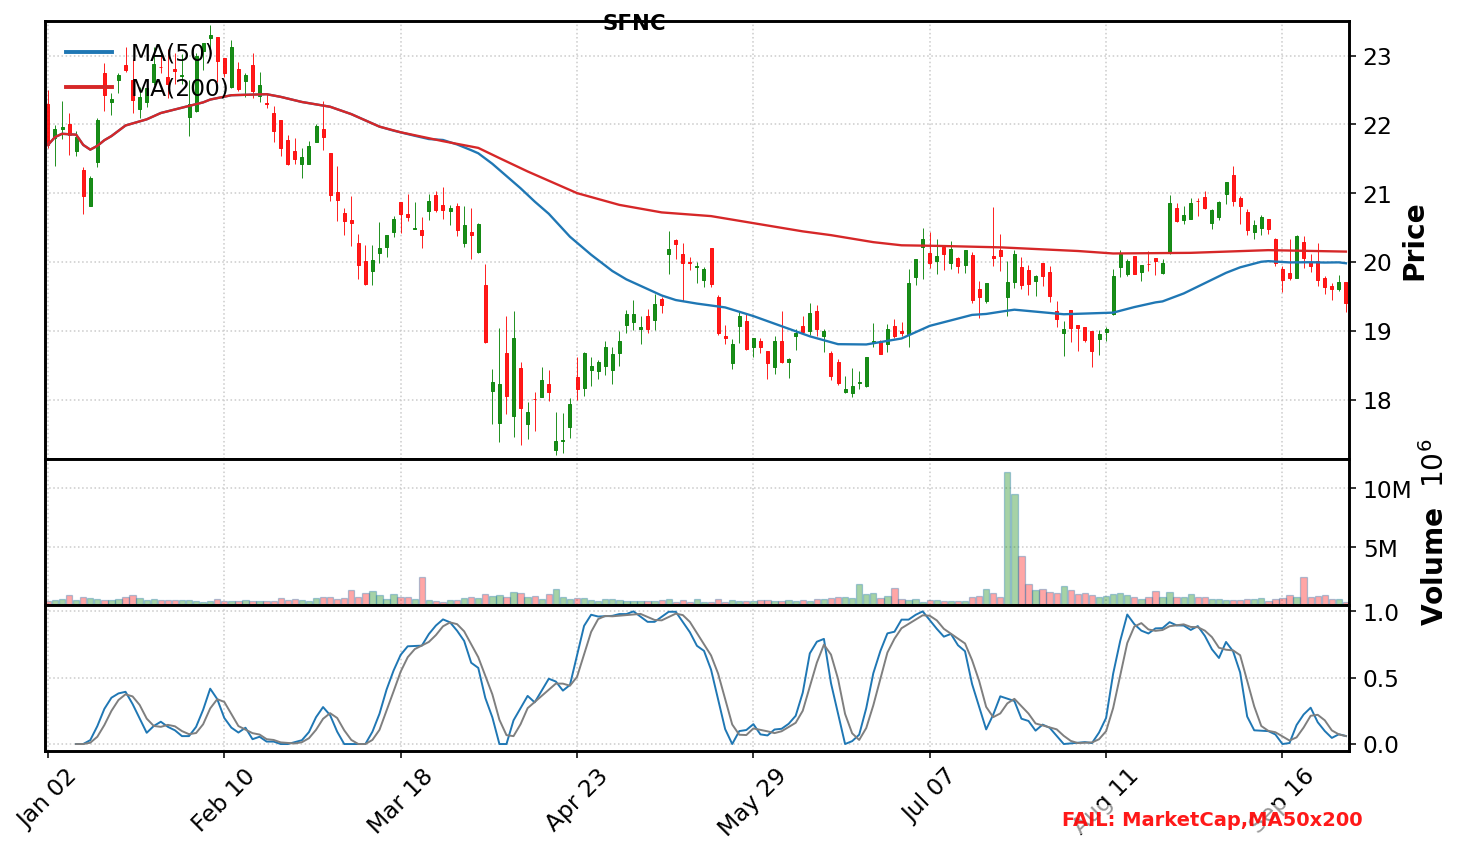 SFNC
MA(50)
MA(200)
23
22
21
20
19
18
Price
10M
5M
Volume 10^6
1.0
0.5
0.0
Jan 02
Feb 10
Mar 18
Apr 23
May 29
Jul 07
Aug 11
Sep 16
FAIL: MarketCap,MA50x200